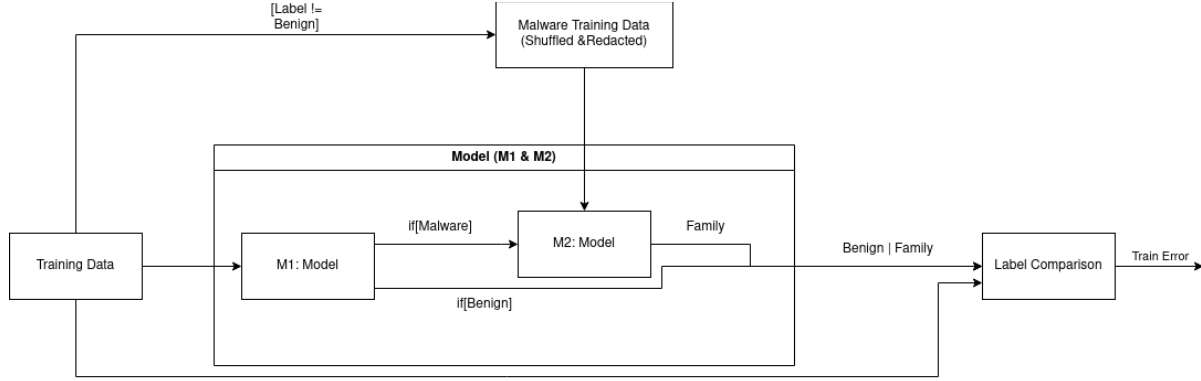 [Label !=
Benign]
Malware Training Data
(Shuffled &Redacted)
Model (M1 & M2)
if[Malware]
Family
M2: Model
Benign | Family
Training Data
M1: Model
Label Comparison
Train Error
if[Benign]